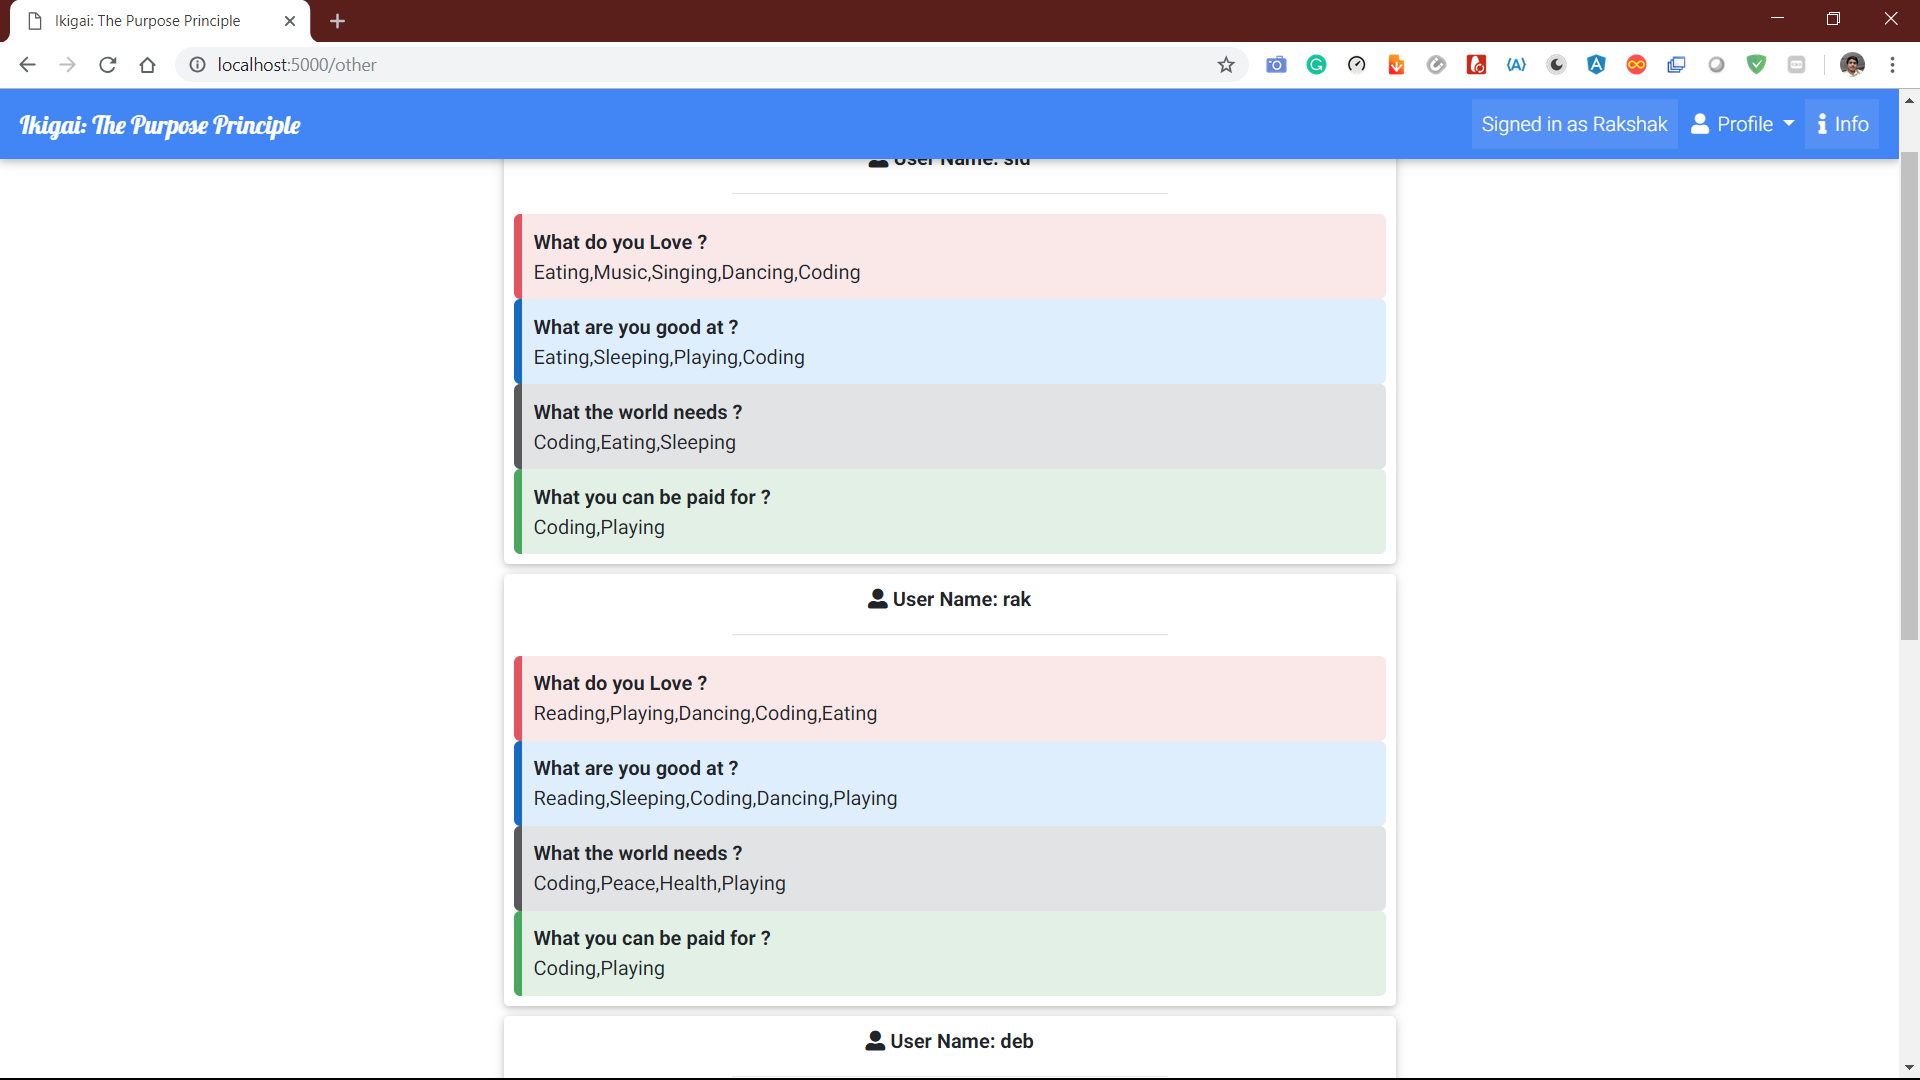 Ikigai: The Purpose Principle
localhost:5000/other
Ikigai: The Purpose Principle
Signed in as Rakshak
Profile
Info
User Name: sid
What do you Love ?
Eating,Music,Singing,Dancing,Coding
What are you good at ?
Eating,Sleeping,Playing,Coding
What the world needs ?
Coding,Eating,Sleeping
What you can be paid for ?
Coding,Playing
User Name: rak
What do you Love ?
Reading,Playing,Dancing,Coding,Eating
What are you good at ?
Reading,Sleeping,Coding,Dancing,Playing
What the world needs ?
Coding,Peace,Health,Playing
What you can be paid for ?
Coding,Playing
User Name: deb